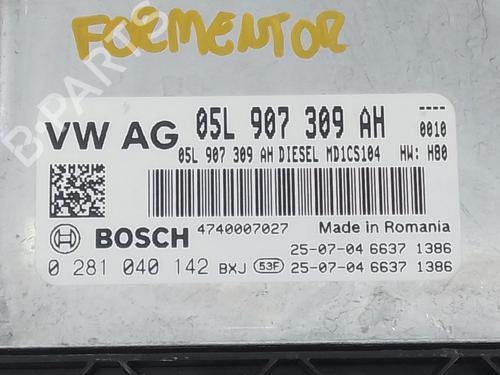 FORMENTOR
B-PARTS
VW AG 05L 907 309 AH
0010
05L 907 309 AH DIESEL MD1CS104 HW: H80
4740007027 Made in Romania
BOSCH 25-07-04 6637 1386
0 281 040 142 BXJ 53F 25-07-04 6637 1386